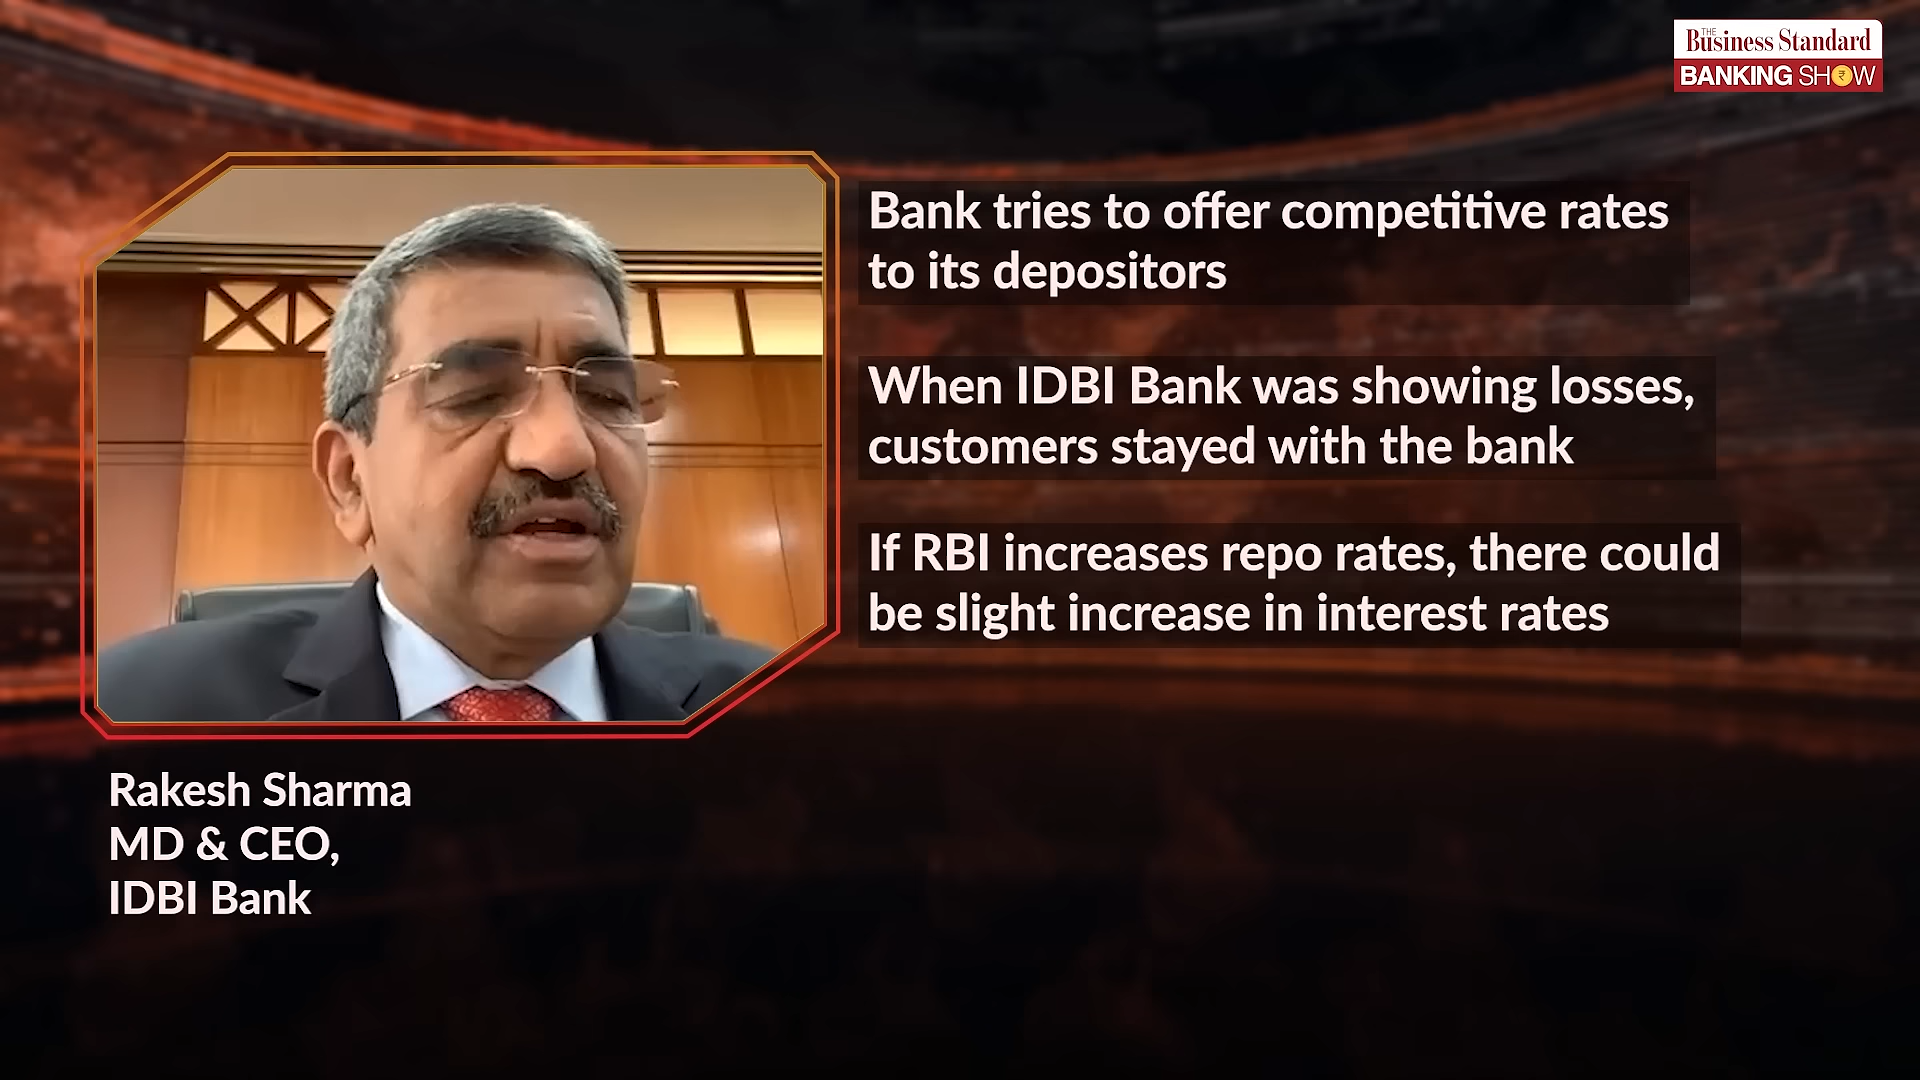 THE
Business Standard
BANKING SHOW
Bank tries to offer competitive rates
to its depositors
When IDBI Bank was showing losses,
customers stayed with the bank
If RBI increases repo rates, there could
be slight increase in interest rates
Rakesh Sharma
MD & CEO,
IDBI Bank